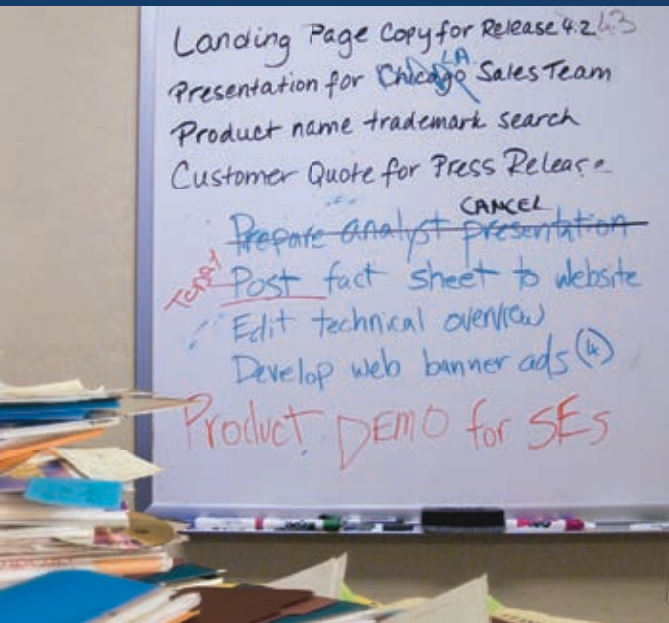 Landing Page Copy for Release 4.2 4.3
LA
Presentation for Chicago Sales Team
Product name trademark search
Customer Quote for Press Release
CANCEL
Prepare analyst presentation
TODAY
Post fact sheet to website
Edit technical overview
Develop web banner ads (4)
Product DEMO for SEs